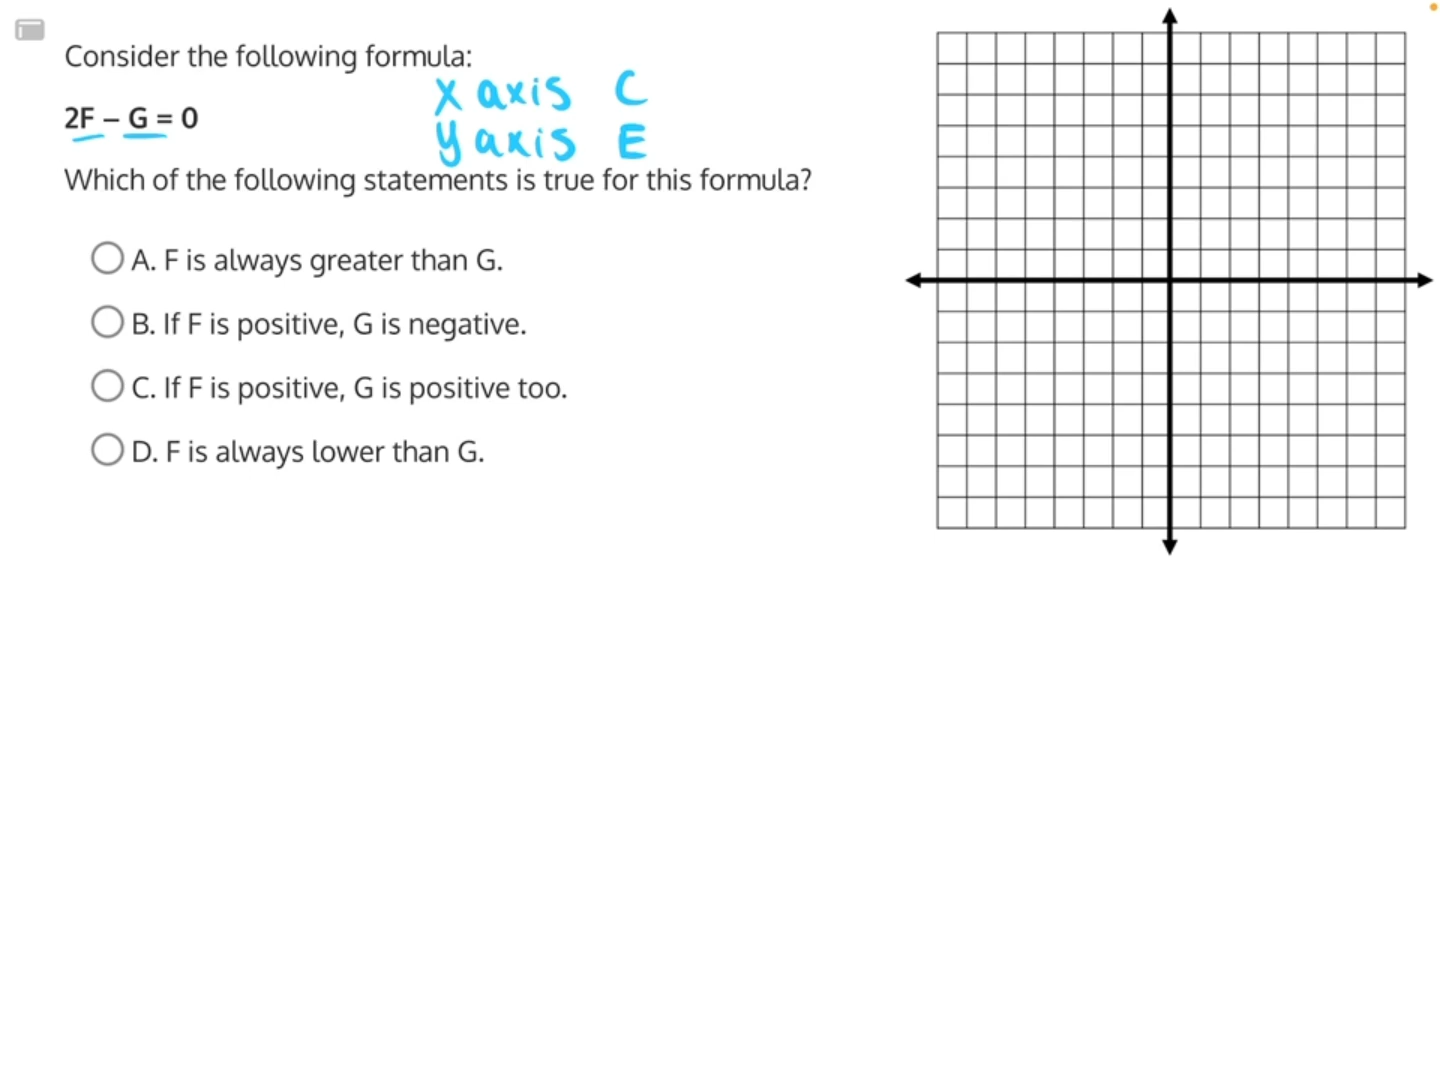 Consider the following formula:
x axis C
2F – G = 0
y axis E
Which of the following statements is true for this formula?
A. F is always greater than G.
B. If F is positive, G is negative.
C. If F is positive, G is positive too.
D. F is always lower than G.